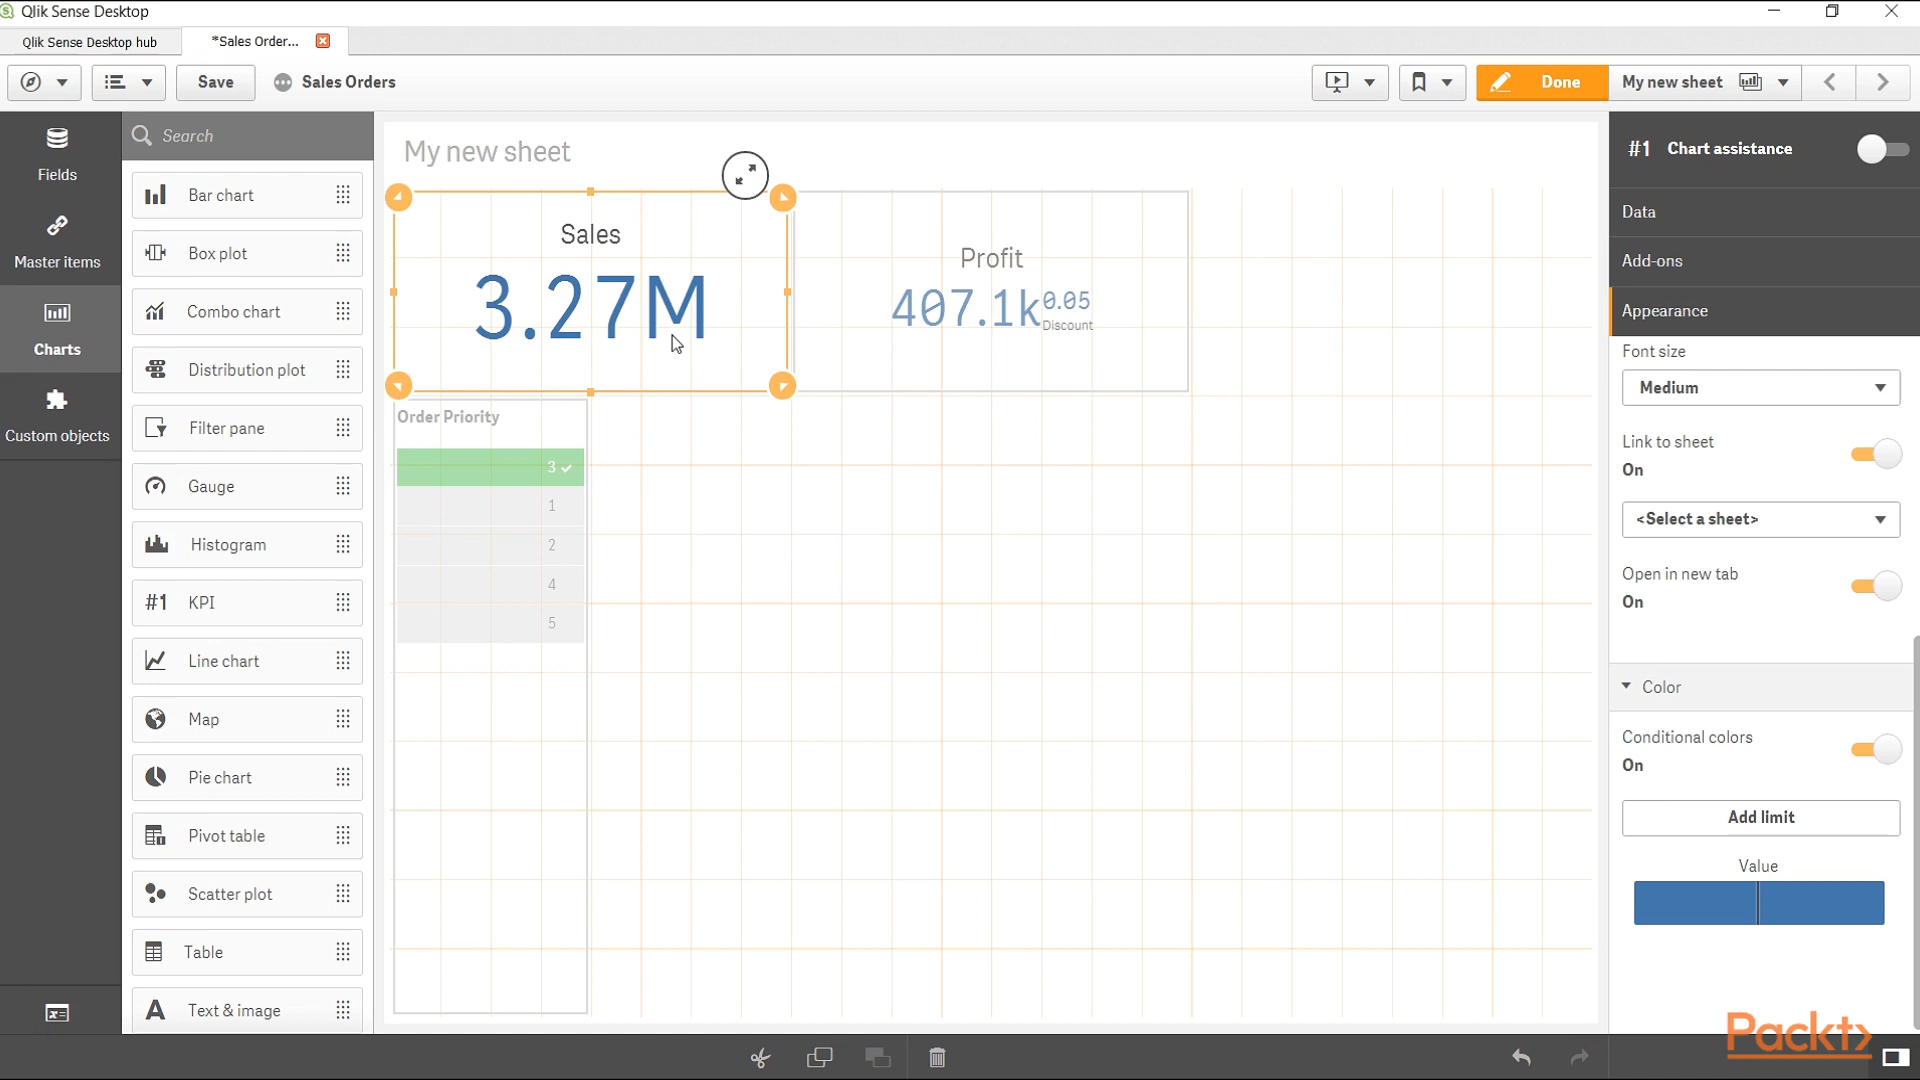 Qlik Sense Desktop
Qlik Sense Desktop hub
*Sales Order...
Save
Sales Orders
Done
My new sheet
Fields
Master items
Charts
Custom objects
Search
Bar chart
Box plot
Combo chart
Distribution plot
Filter pane
Gauge
Histogram
#1 KPI
Line chart
Map
Pie chart
Pivot table
Scatter plot
Table
A Text & image
My new sheet
Sales
3.27M
Profit
407.1k 0.05
Discount
Order Priority
3
1
2
4
5
#1 Chart assistance
Data
Add-ons
Appearance
Font size
Medium
Link to sheet
On
<Select a sheet>
Open in new tab
On
Color
Conditional colors
On
Add limit
Value
Packt>